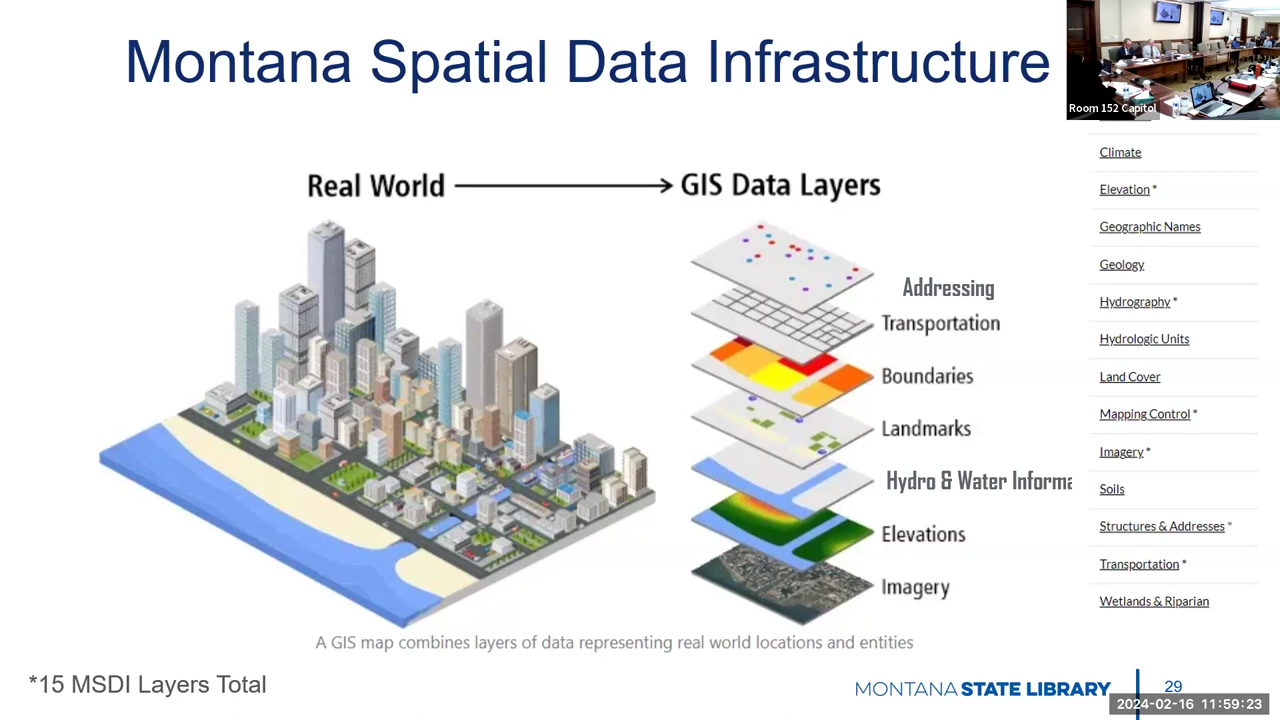 Montana Spatial Data Infrastructure
Room 152 Capitol
Real World
GIS Data Layers
Addressing
Transportation
Boundaries
Landmarks
Hydro & Water Informa
Elevations
Imagery
A GIS map combines layers of data representing real world locations and entities
Climate
Elevation *
Geographic Names
Geology
Hydrography *
Hydrologic Units
Land Cover
Mapping Control *
Imagery *
Soils
Structures & Addresses *
Transportation *
Wetlands & Riparian
*15 MSDI Layers Total
MONTANA STATE LIBRARY
29
2024-02-16 11:59:23